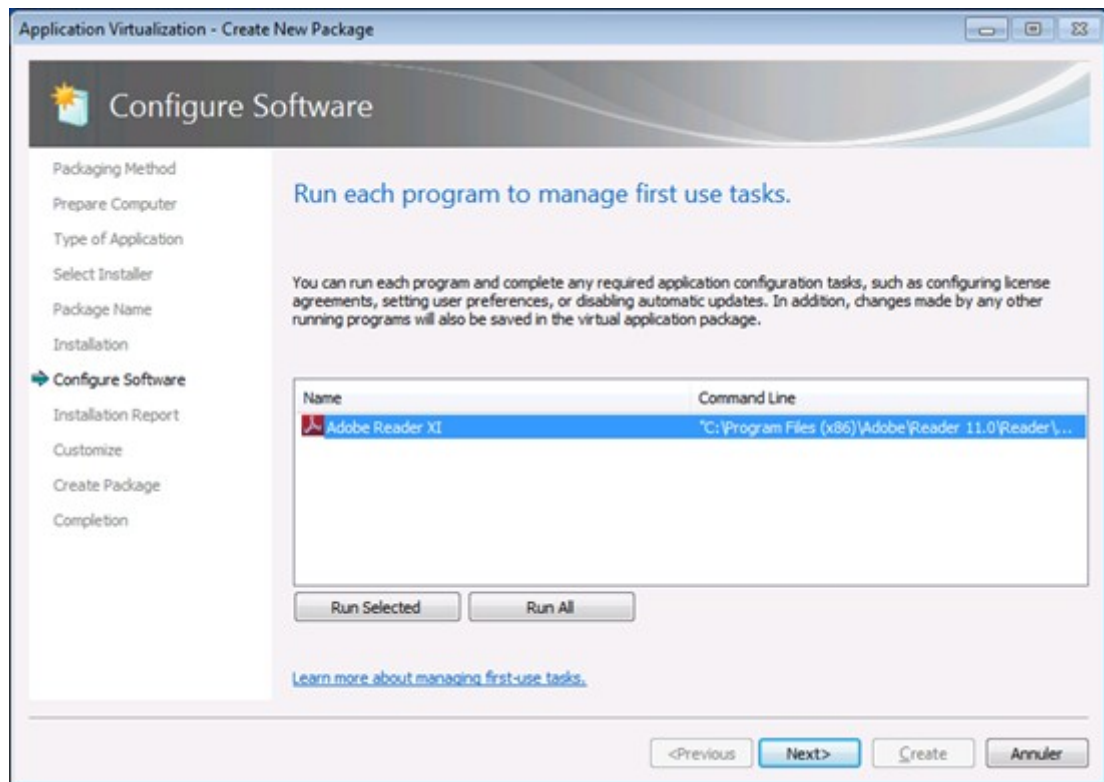 Application Virtualization - Create New Package
Configure Software
Packaging Method
Prepare Computer
Type of Application
Select Installer
Package Name
Installation
Configure Software
Installation Report
Customize
Create Package
Completion
Run each program to manage first use tasks.
You can run each program and complete any required application configuration tasks, such as configuring license
agreements, setting user preferences, or disabling automatic updates. In addition, changes made by any other
running programs will also be saved in the virtual application package.
Name Command Line
Adobe Reader XI "C:\Program Files (x86)\Adobe\Reader 11.0\Reader\...
Run Selected Run All
Learn more about managing first-use tasks.
<Previous Next> Create Annuler